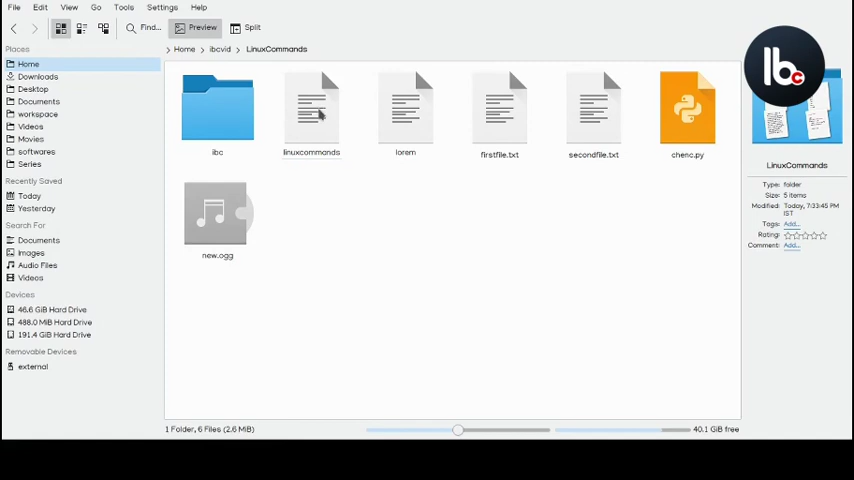 File Edit View Go Tools Settings Help
Find... Preview Split
Places
Home
Downloads
Desktop
Documents
workspace
Videos
Movies
softwares
Series
Recently Saved
Today
Yesterday
Search For
Documents
Images
Audio Files
Videos
Devices
46.6 GiB Hard Drive
488.0 MiB Hard Drive
191.4 GiB Hard Drive
Removable Devices
external
Home ibcvid LinuxCommands
ibc linuxcommands lorem firstfile.txt secondfile.txt chenc.py
new.ogg
1 Folder, 6 Files (2.6 MiB)
40.1 GiB free
Ibc
LinuxCommands
Type: folder
Size: 5 items
Modified: Today, 7:33:45 PM
IST
Tags: Add...
Rating:
Comment: Add...